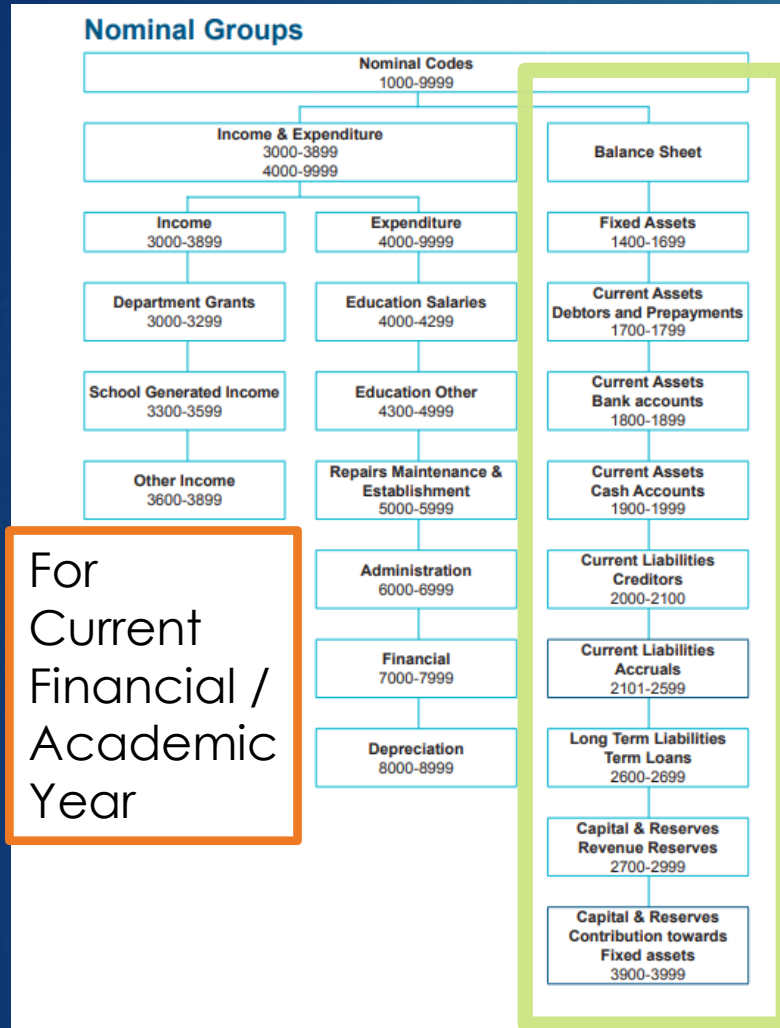 Nominal Groups
Nominal Codes
1000-9999
Income & Expenditure
3000-3899
4000-9999
Income
3000-3899
Department Grants
3000-3299
School Generated Income
3300-3599
Other Income
3600-3899
Expenditure
4000-9999
Education Salaries
4000-4299
Education Other
4300-4999
Repairs Maintenance &
Establishment
5000-5999
Administration
6000-6999
Financial
7000-7999
Depreciation
8000-8999
Balance Sheet
Fixed Assets
1400-1699
Current Assets
Debtors and Prepayments
1700-1799
Current Assets
Bank accounts
1800-1899
Current Assets
Cash Accounts
1900-1999
Current Liabilities
Creditors
2000-2100
Current Liabilities
Accruals
2101-2599
Long Term Liabilities
Term Loans
2600-2699
Capital & Reserves
Revenue Reserves
2700-2999
Capital & Reserves
Contribution towards
Fixed assets
3900-3999
For
Current
Financial /
Academic
Year